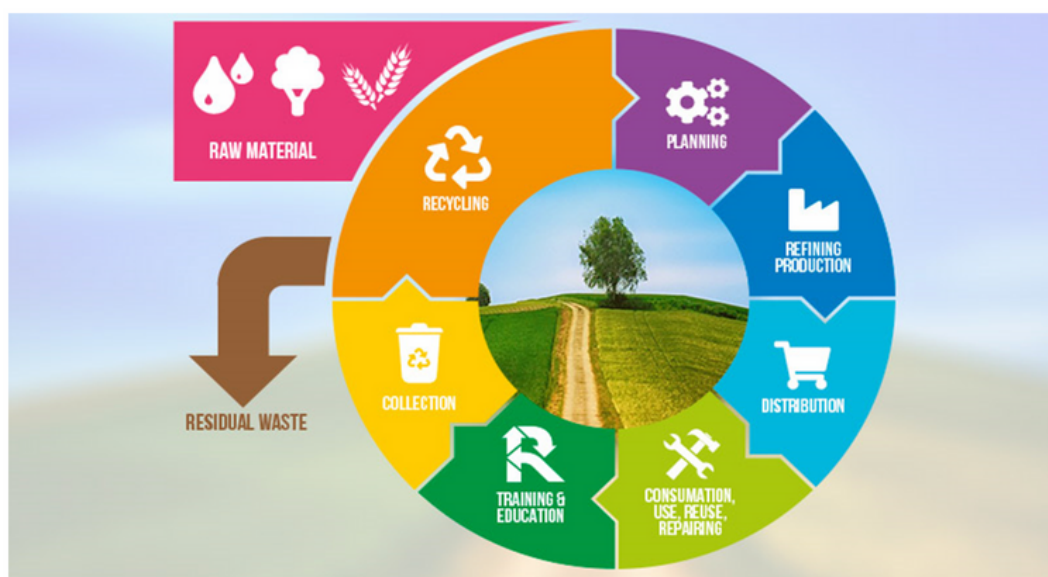 RAW MATERIAL
PLANNING
RECYCLING
REFINING
PRODUCTION
DISTRIBUTION
COLLECTION
RESIDUAL WASTE
TRAINING &
EDUCATION
CONSUMATION,
USE, REUSE,
REPAIRING